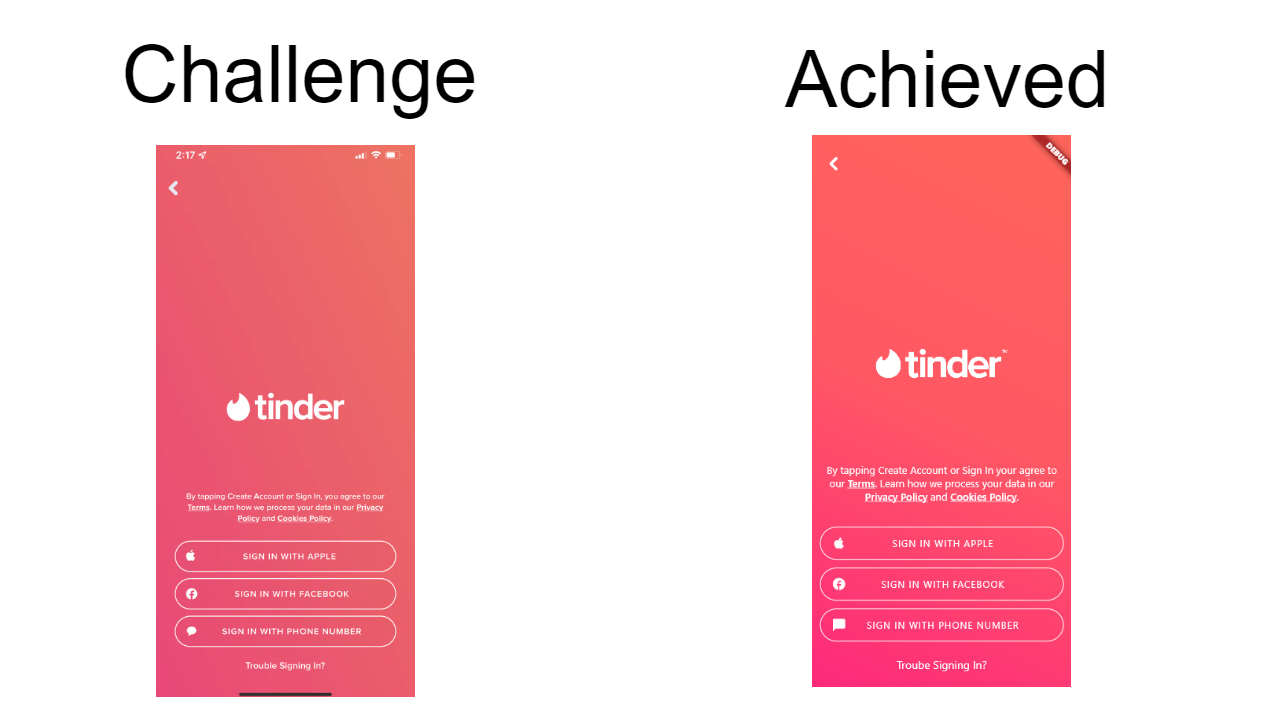 Challenge
Achieved
2:17
tinder
By tapping Create Account or Sign In, you agree to our
Terms. Learn how we process your data in our Privacy
Policy and Cookies Policy.
SIGN IN WITH APPLE
SIGN IN WITH FACEBOOK
SIGN IN WITH PHONE NUMBER
Trouble Signing In?
DEBUG
tinder™
By tapping Create Account or Sign In your agree to
our Terms. Learn how we process your data in our
Privacy Policy and Cookies Policy.
SIGN IN WITH APPLE
SIGN IN WITH FACEBOOK
SIGN IN WITH PHONE NUMBER
Troube Signing In?